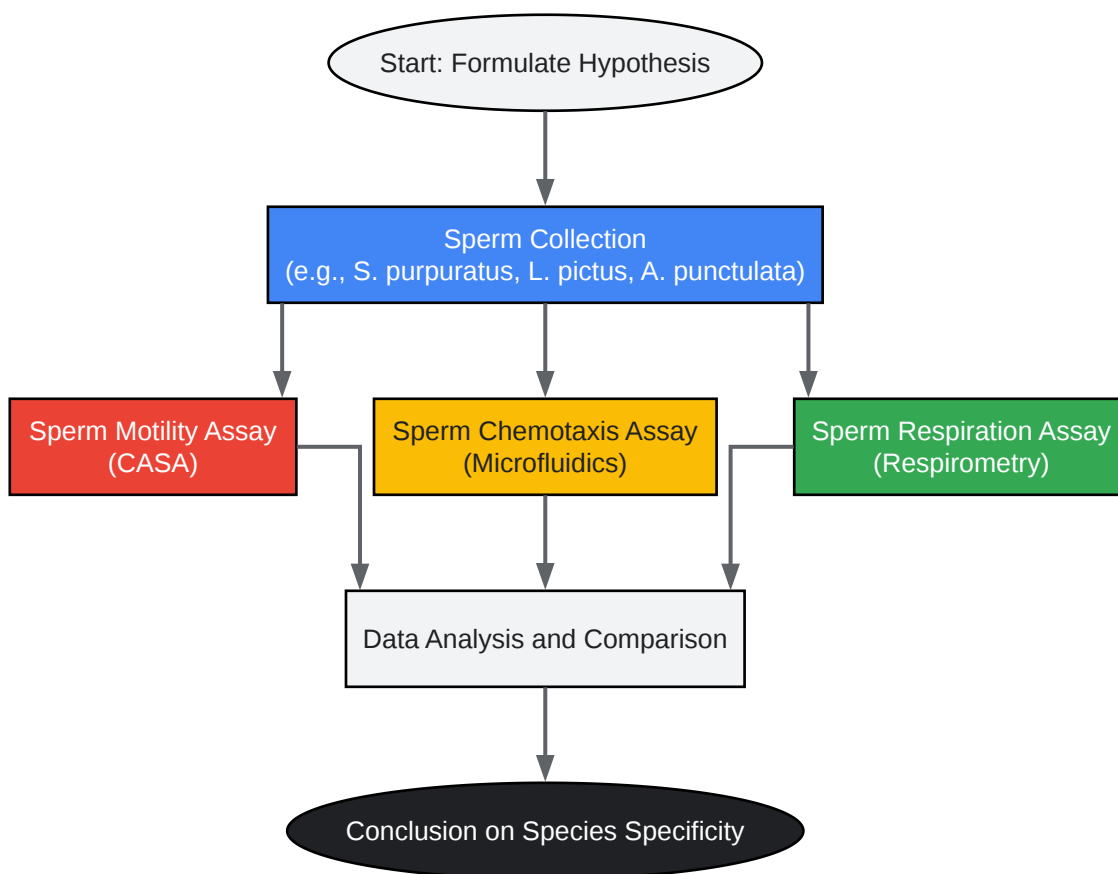 Start: Formulate Hypothesis
Sperm Collection
(e.g., S. purpuratus, L. pictus, A. punctulata)
Sperm Motility Assay
(CASA)
Sperm Chemotaxis Assay
(Microfluidics)
Sperm Respiration Assay
(Respirometry)
Data Analysis and Comparison
Conclusion on Species Specificity